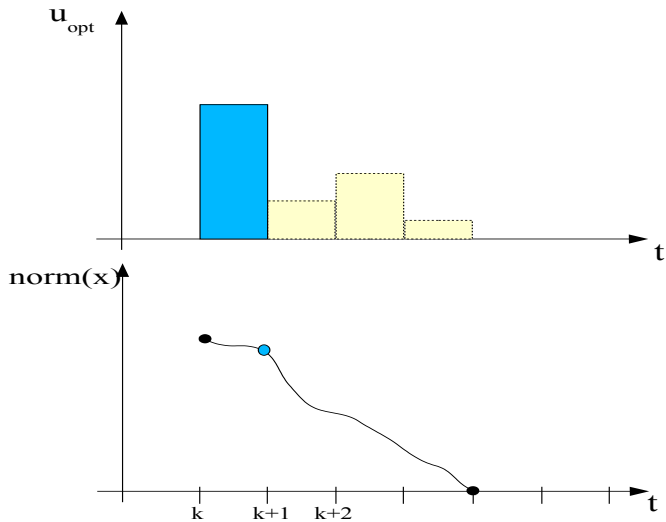 u_opt
t
norm(x)
k k+1 k+2
t